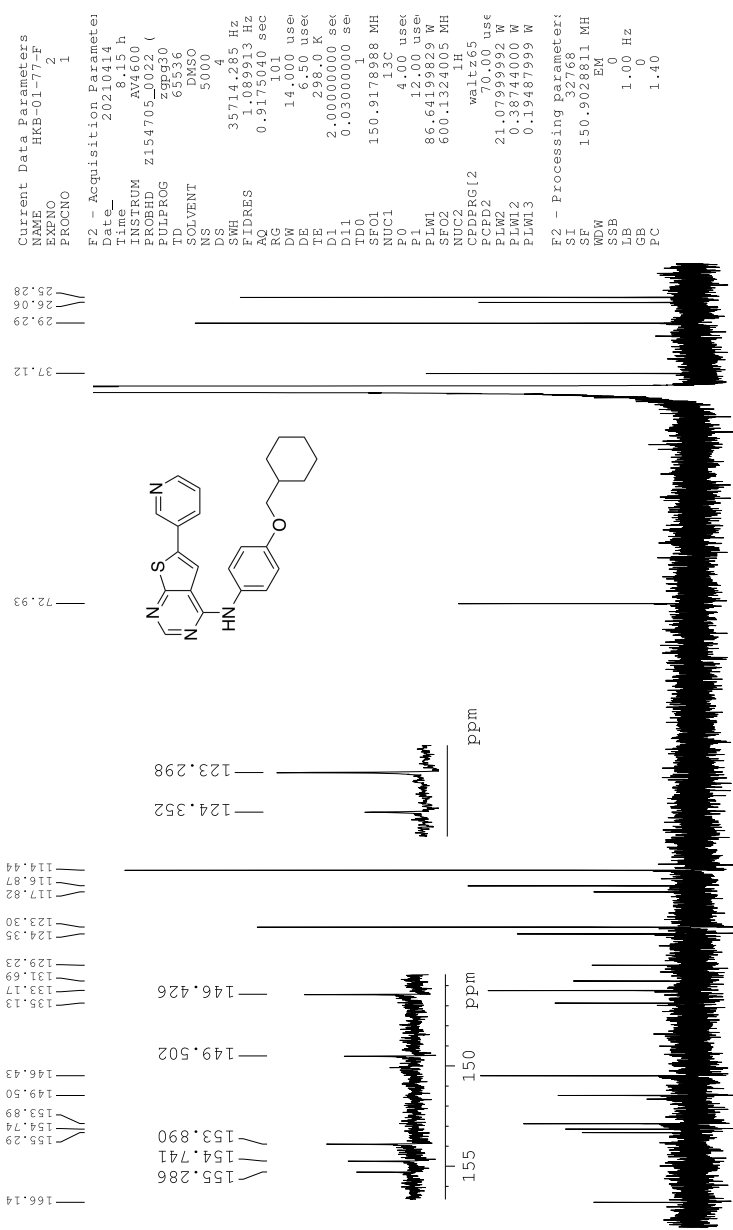 Current Data Parameters
NAME HKB-01-77-F
EXPNO 2
PROCNO 1
F2 - Acquisition Parameter
Date_ 20210414
Time 8.15 h
INSTRUM AV4600
PROBHD Z154705_0022 (
PULPROG zgpg30
TD 65536
SOLVENT DMSO
NS 5000
DS 4
SWH 35714.285 Hz
FIDRES 1.089913 Hz
AQ 0.9175040 sec
RG 101
DW 14.000 usec
DE 6.50 usec
TE 298.0 K
D1 2.00000000 sec
D11 0.03000000 sec
TD0 1
SFO1 150.9178988 MH
NUC1 13C
P0 4.00 usec
P1 12.00 usec
PLW1 86.64199829 W
SFO2 600.1324005 MH
NUC2 1H
CPDPRG[2 waltz65
PCPD2 70.00 use
PLW2 21.07999992 W
PLW12 0.38744000 W
PLW13 0.19487999 W
F2 - Processing parameters
SI 32768
SF 150.9028811 MH
WDW EM
SSB 0
LB 1.00 Hz
GB 0
PC 1.40
166.14
155.29
154.74
153.89
149.50
146.43
135.13
133.17
131.69
129.23
124.35
123.30
117.82
116.87
114.44
72.93
37.12
29.29
26.06
25.28
N
N
S
N
HN
O
155.286
154.741
153.890
149.502
146.426
155
150
ppm
124.352
123.298
ppm